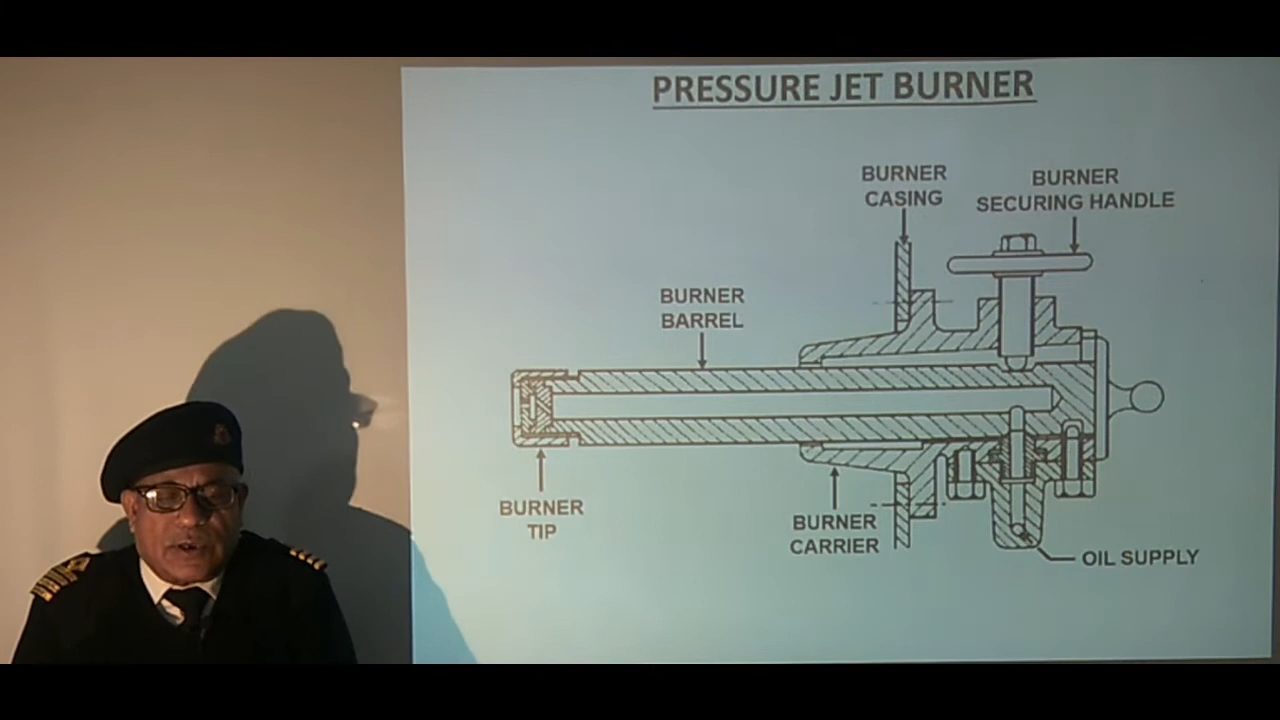 PRESSURE JET BURNER
BURNER
CASING
BURNER
SECURING HANDLE
BURNER
BARREL
BURNER
TIP
BURNER
CARRIER
OIL SUPPLY